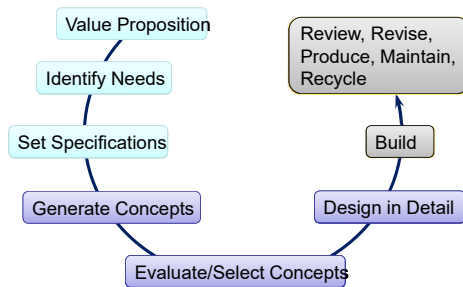 Value Proposition
Identify Needs
Set Specifications
Generate Concepts
Evaluate/Select Concepts
Design in Detail
Build
Review, Revise,
Produce, Maintain,
Recycle